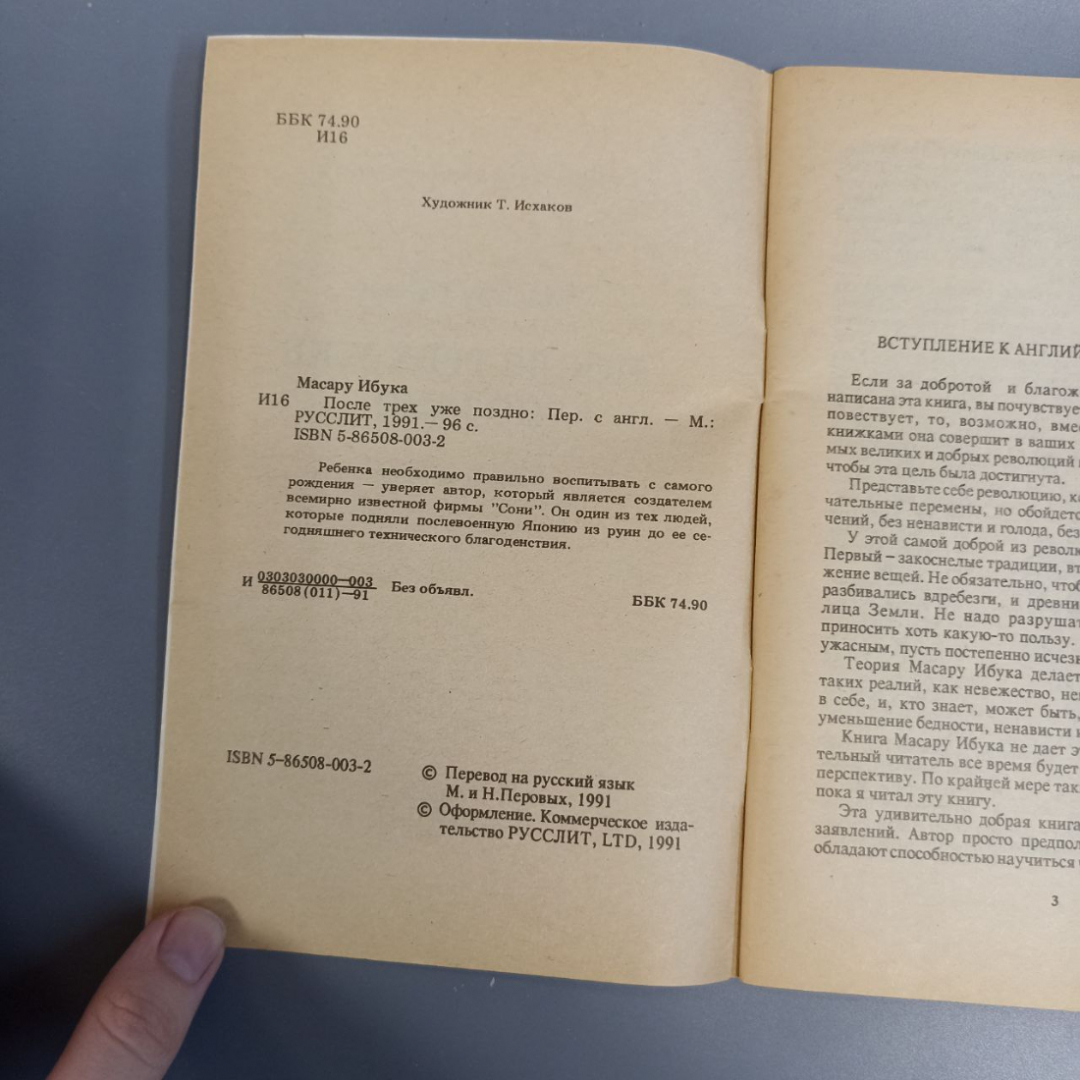 ББК 74.90
И16
Художник Т. Исхаков
Масару Ибука
И16 После трех уже поздно: Пер. с англ. — М.:
РУССЛИТ, 1991.— 96 с.
ISBN 5-86508-003-2
Ребенка необходимо правильно воспитывать с самого
рождения — уверяет автор, который является создателем
всемирно известной фирмы "Сони". Он один из тех людей,
которые подняли послевоенную Японию из руин до ее се-
годняшнего технического благоденствия.
И 0303030000—003
86508(011)—91 Без объявл.
ББК 74.90
ISBN 5-86508-003-2
© Перевод на русский язык
М. и Н.Перовых, 1991
© Оформление. Коммерческое изда-
тельство РУССЛИТ, LTD, 1991
ВСТУПЛЕНИЕ К АНГЛИЙ
Если за добротой и благож
написана эта книга, вы почувствуе
повествует, то, возможно, вмес
книжками она совершит в ваших
мых великих и добрых революций
чтобы эта цель была достигнута.
Представьте себе революцию, ко
чательные перемены, но обойдетс
чений, без ненависти и голода, без
У этой самой доброй из револю
Первый – закоснелые традиции, вт
жение вещей. Не обязательно, чтоб
разбивались вдребезги, и древни
лица Земли. Не надо разрушат
приносить хоть какую-то пользу.
ужасным, пусть постепенно исчезн
Теория Масару Ибука делает
таких реалий, как невежество, не
в себе, и, кто знает, может быть,
уменьшение бедности, ненависти и
Книга Масару Ибука не дает э
тельный читатель все время будет
перспективу. По крайней мере так
пока я читал эту книгу.
Эта удивительно добрая книга
заявлений. Автор просто предпол
обладают способностью научиться
3